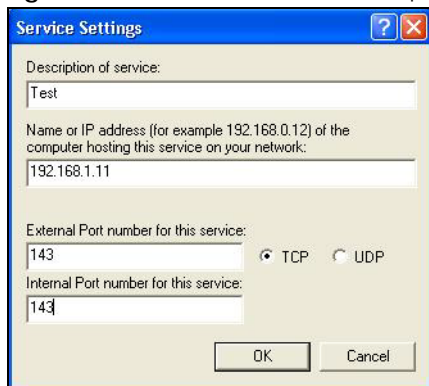 Service Settings
Description of service:
Test
Name or IP address (for example 192.168.0.12) of the
computer hosting this service on your network:
192.168.1.11
External Port number for this service:
143
TCP
UDP
Internal Port number for this service:
143
OK
Cancel